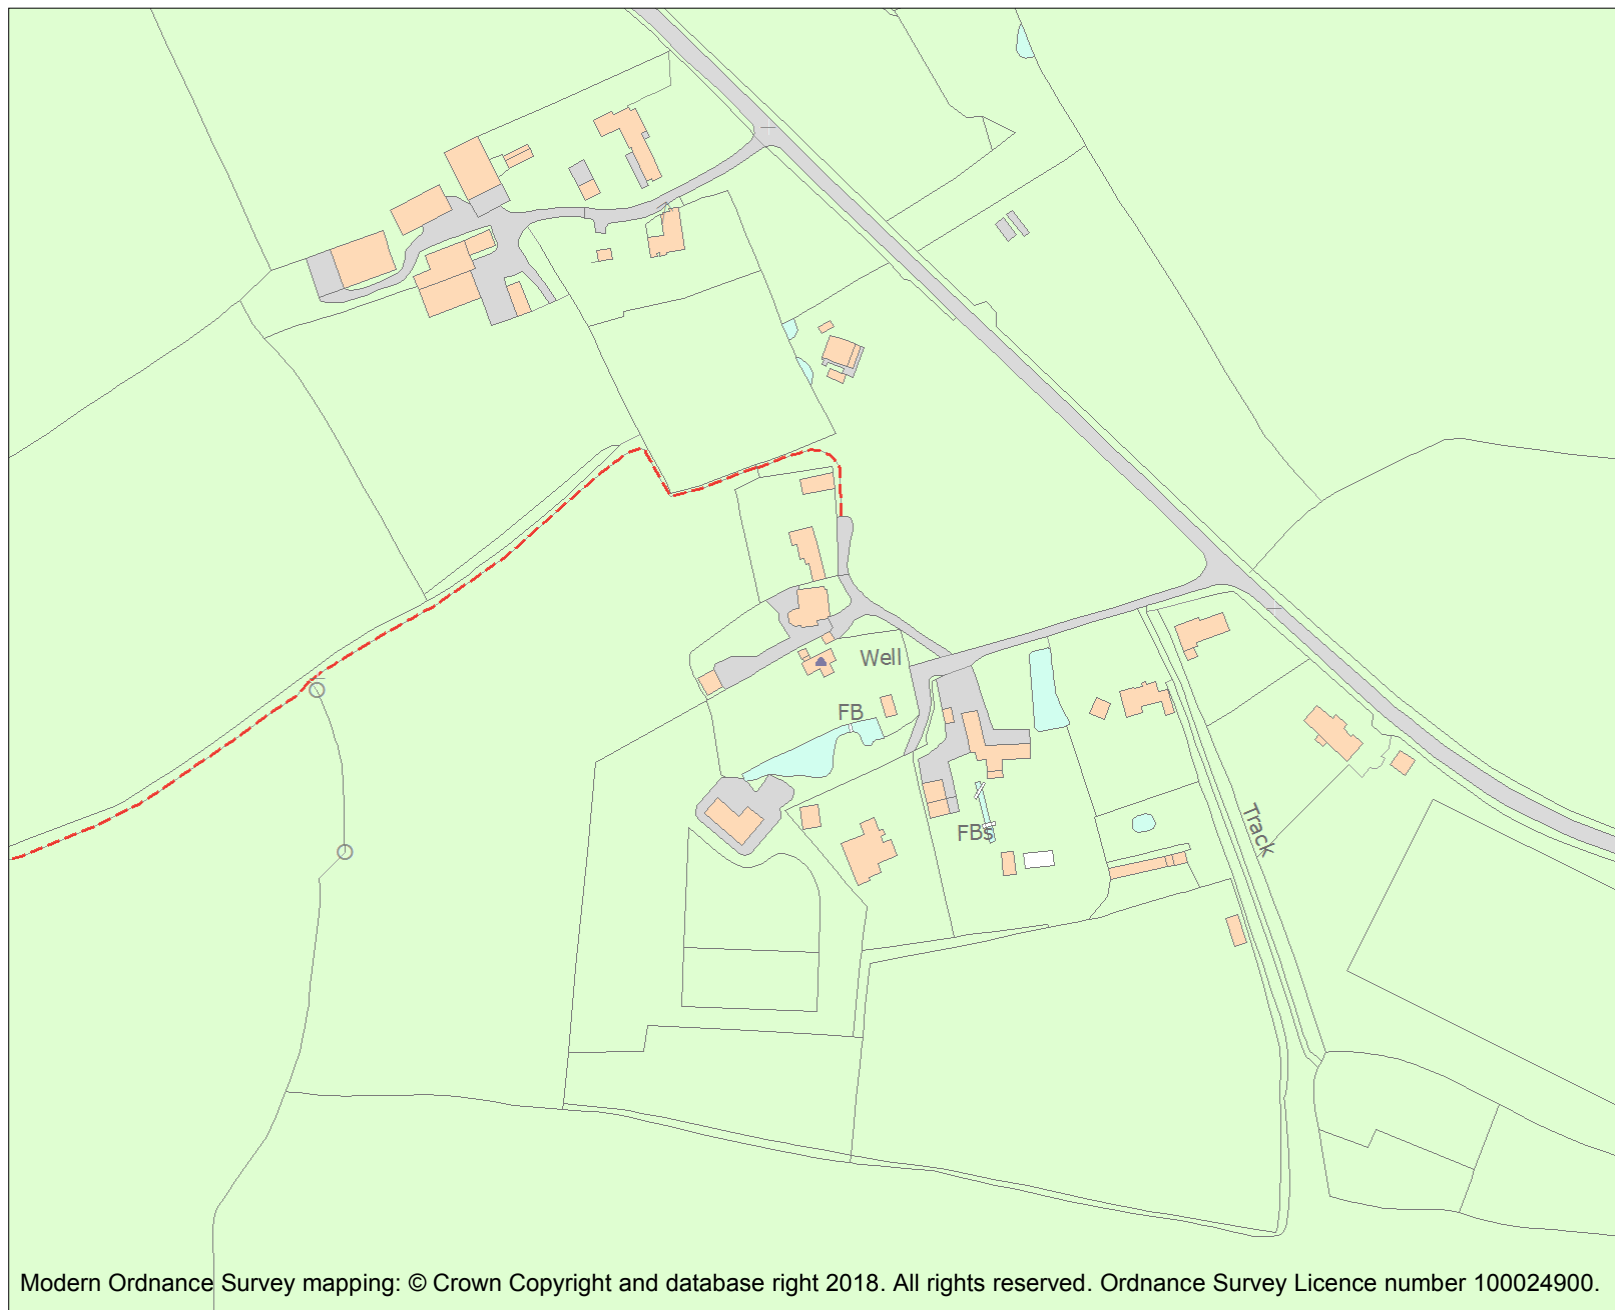 Well
FB
FBs
Track
Modern Ordnance Survey mapping: © Crown Copyright and database right 2018. All rights reserved. Ordnance Survey Licence number 100024900.